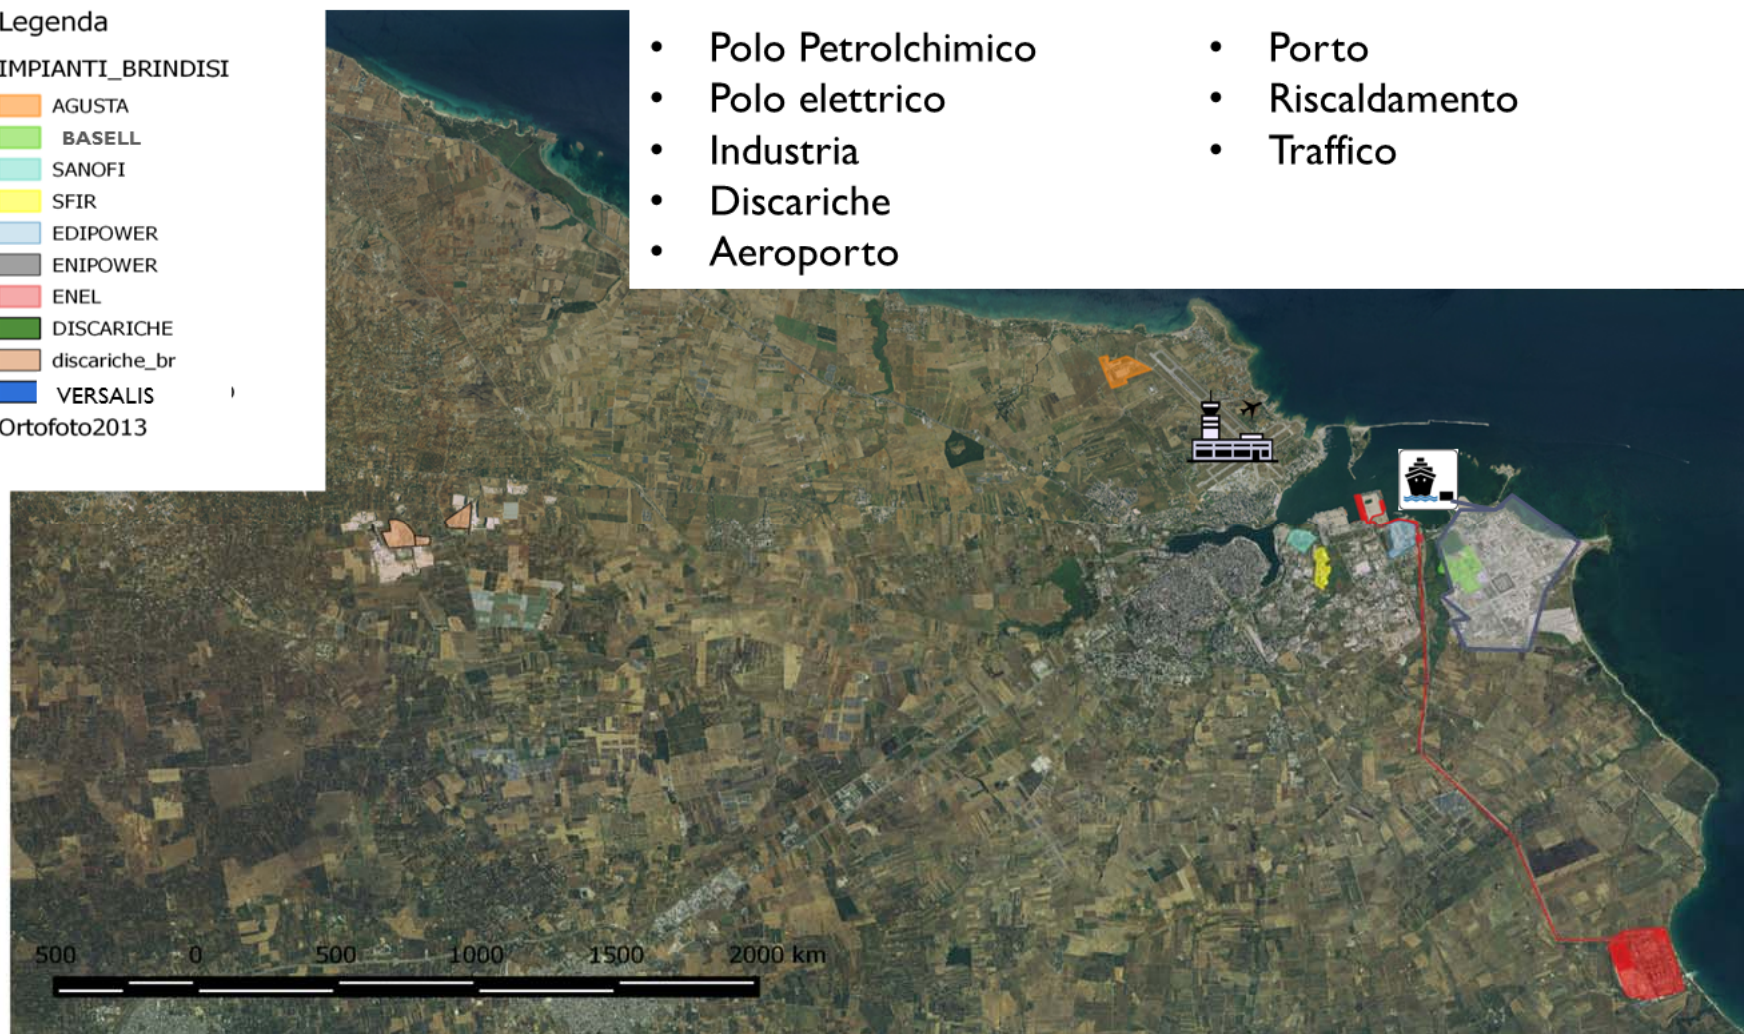 Legenda
IMPIANTI_BRINDISI
AGUSTA
BASELL
SANOFI
SFIR
EDIPOWER
ENIPOWER
ENEL
DISCARICHE
discariche_br
VERSALIS
Ortofoto2013
• Polo Petrolchimico
• Polo elettrico
• Industria
• Discariche
• Aeroporto
• Porto
• Riscaldamento
• Traffico
500 0 500 1000 1500 2000 km